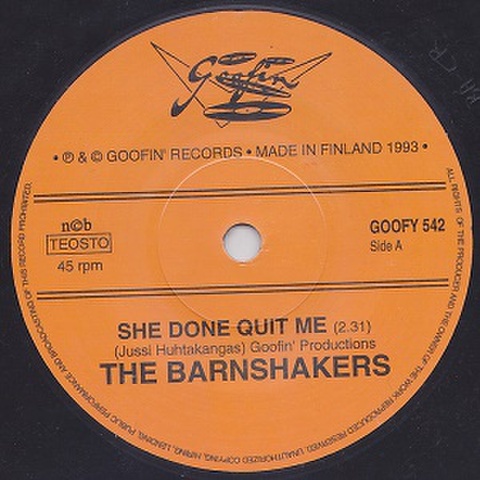 Goofin'
• ℗ & © GOOFIN' RECORDS • MADE IN FINLAND 1993 •
n©b
TEOSTO
45 rpm
GOOFY 542
Side A
SHE DONE QUIT ME (2.31)
(Jussi Huhtakangas) Goofin' Productions
THE BARNSHAKERS
ALL RIGHTS OF THE PRODUCER AND THE OWNER OF THE WORK REPRODUCED RESERVED. UNAUTHORIZED COPYING, HIRING, LENDING, PUBLIC PERFORMANCE AND BROADCASTING OF THIS RECORD PROHIBITED.